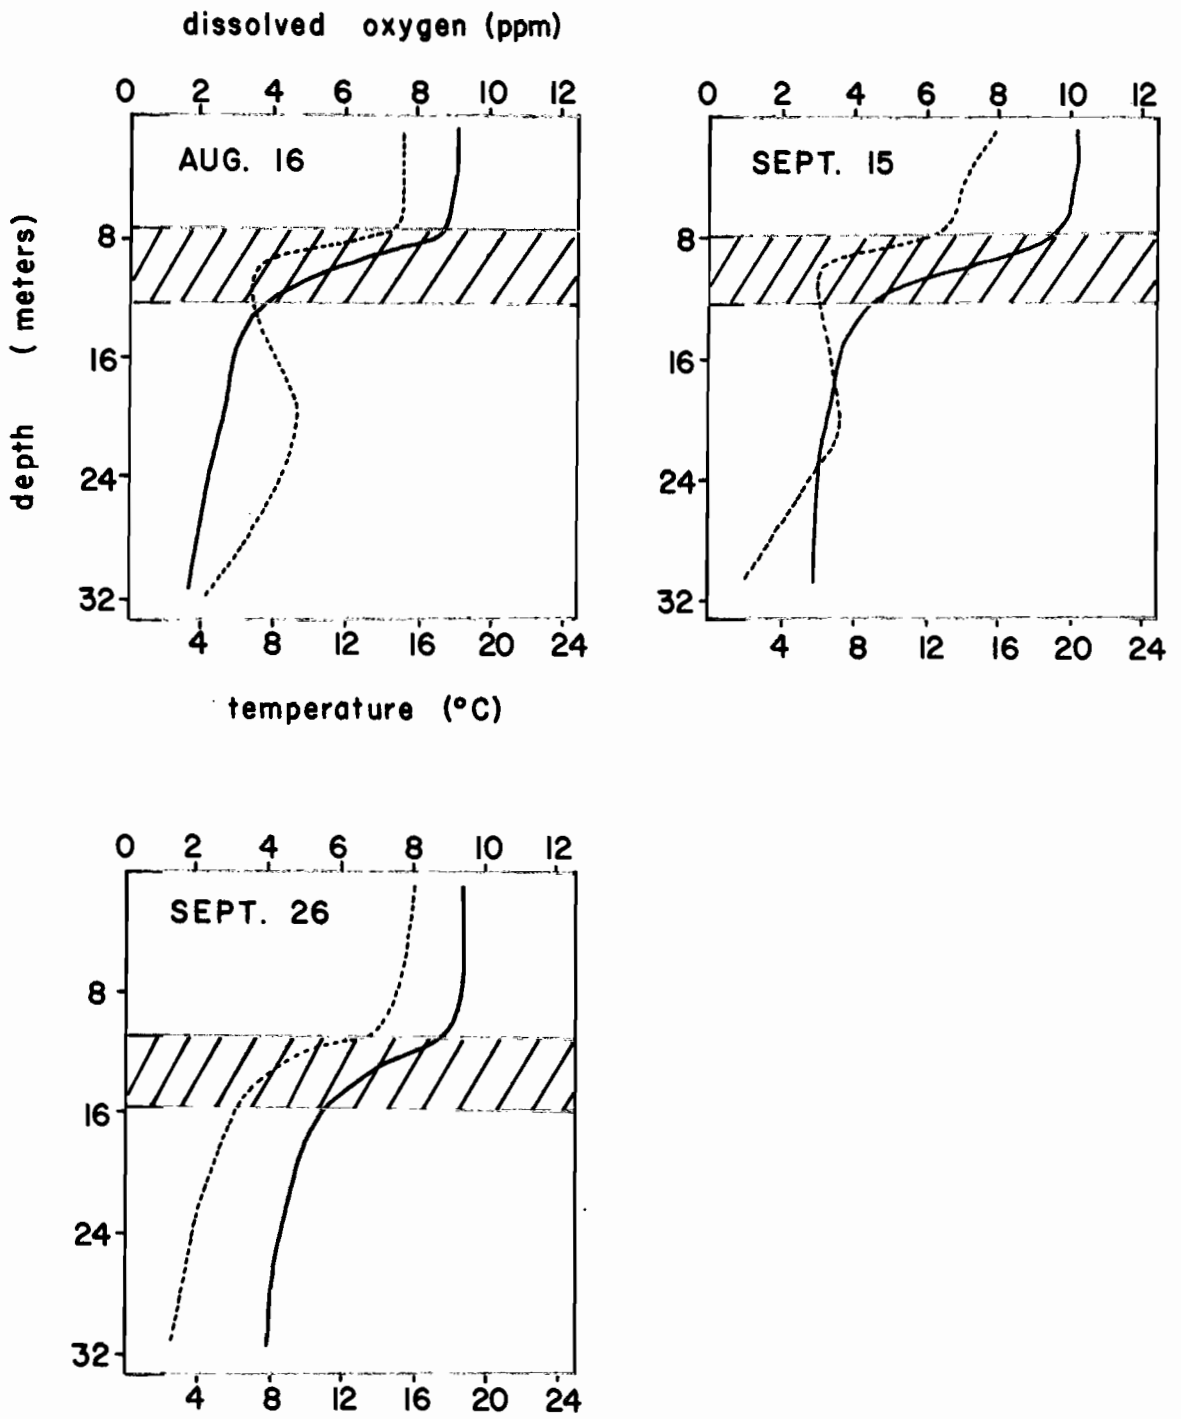 dissolved oxygen (ppm)
0 2 4 6 8 10 12
AUG. 16
8
16
24
32
depth (meters)
4 8 12 16 20 24
temperature (°C)
0 2 4 6 8 10 12
SEPT. 15
8
16
24
32
4 8 12 16 20 24
0 2 4 6 8 10 12
SEPT. 26
8
16
24
32
4 8 12 16 20 24